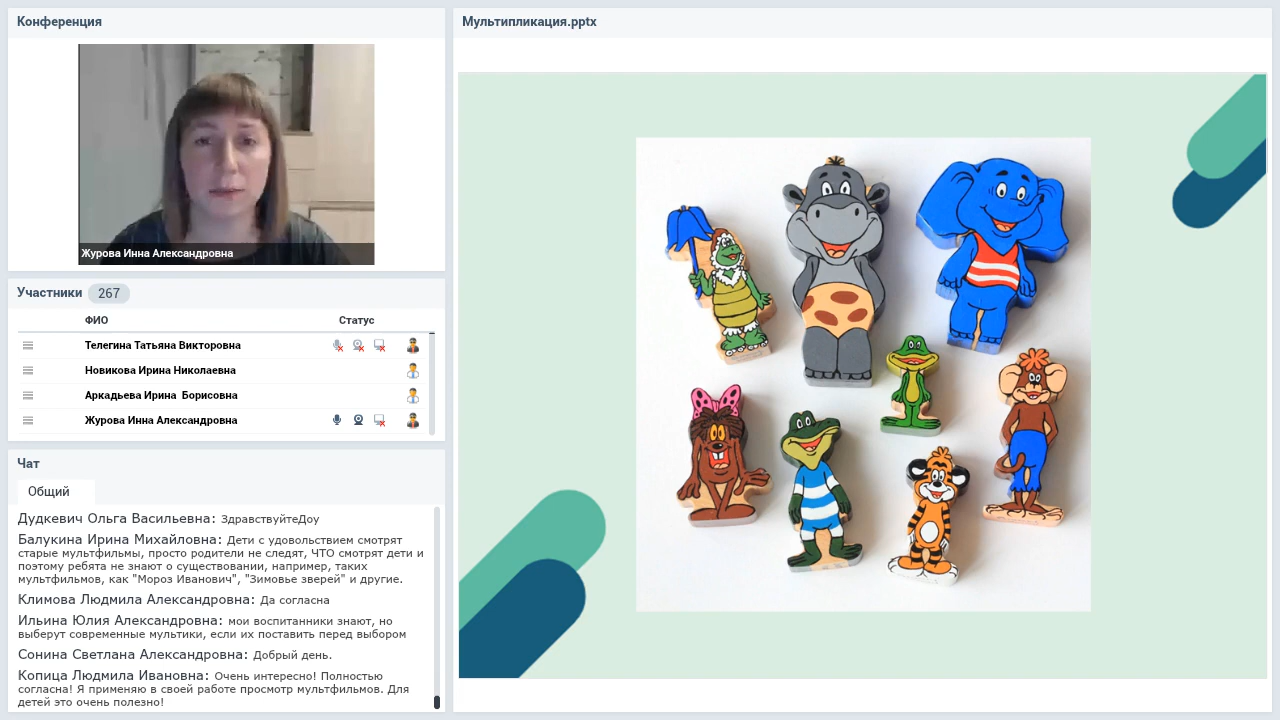 Конференция
Журова Инна Александровна
Участники 267
ФИО Статус
Телегина Татьяна Викторовна
Новикова Ирина Николаевна
Аркадьева Ирина Борисовна
Журова Инна Александровна
Чат
Общий
Дудкевич Ольга Васильевна: ЗдравствуйтеДоу
Балукина Ирина Михайловна: Дети с удовольствием смотрят
старые мультфильмы, просто родители не следят, ЧТО смотрят дети и
поэтому ребята не знают о существовании, например, таких
мультфильмов, как "Мороз Иванович", "Зимовье зверей" и другие.
Климова Людмила Александровна: Да согласна
Ильина Юлия Александровна: мои воспитанники знают, но
выберут современные мультики, если их поставить перед выбором
Сонина Светлана Александровна: Добрый день.
Копица Людмила Ивановна: Очень интересно! Полностью
согласна! Я применяю в своей работе просмотр мультфильмов. Для
детей это очень полезно!
Мультипликация.pptx